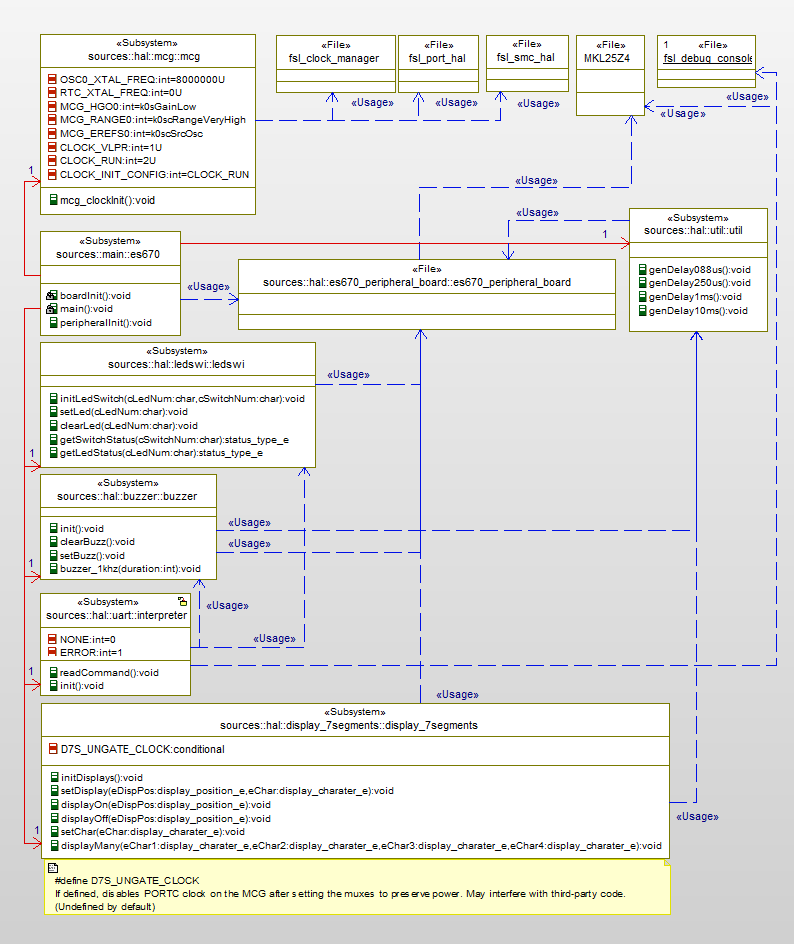 «Subsystem»
sources::hal::mcg::mcg
OSC0_XTAL_FREQ:int=8000000U
RTC_XTAL_FREQ:int=0U
MCG_HGO0:int=k0sGainLow
MCG_RANGE0:int=k0scRangeVeryHigh
MCG_EREFS0:int=k0scSrcOsc
CLOCK_VLPR:int=1U
CLOCK_RUN:int=2U
CLOCK_INIT_CONFIG:int=CLOCK_RUN
mcg_clockInit():void
«File»
fsl_clock_manager
«File»
fsl_port_hal
«File»
fsl_smc_hal
«File»
MKL25Z4
1 «File»
fsl_debug_console
«Usage»
«Usage»
«Usage»
«Usage»
«Usage»
1
«Usage»
«Usage»
«Subsystem»
sources::main::es670
boardInit():void
main():void
peripheralInit():void
«Usage»
«File»
sources::hal::es670_peripheral_board::es670_peripheral_board
1
«Subsystem»
sources::hal::util::util
genDelay088us():void
genDelay250us():void
genDelay1ms():void
genDelay10ms():void
«Subsystem»
sources::hal::ledswi::ledswi
initLedSwitch(cLedNum:char,cSwitchNum:char):void
setLed(cLedNum:char):void
clearLed(cLedNum:char):void
getSwitchStatus(cSwitchNum:char):status_type_e
getLedStatus(cLedNum:char):status_type_e
«Usage»
1
«Subsystem»
sources::hal::buzzer::buzzer
init():void
clearBuzz():void
setBuzz():void
buzzer_1khz(duration:int):void
«Usage»
«Usage»
1
«Subsystem»
sources::hal::uart::interpreter
NONE:int=0
ERROR:int=1
readCommand():void
init():void
«Usage»
«Usage»
1
«Usage»
«Subsystem»
sources::hal::display_7segments::display_7segments
D7S_UNGATE_CLOCK:conditional
initDisplays():void
setDisplay(eDispPos:display_position_e,eChar:display_charater_e):void
displayOn(eDispPos:display_position_e):void
displayOff(eDispPos:display_position_e):void
setChar(eChar:display_charater_e):void
displayMany(eChar1:display_charater_e,eChar2:display_charater_e,eChar3:display_charater_e,eChar4:display_charater_e):void
1
«Usage»
#define D7S_UNGATE_CLOCK
If defined, disables PORTC clock on the MCG after setting the muxes to preserve power. May interfere with third-party code.
(Undefined by default)